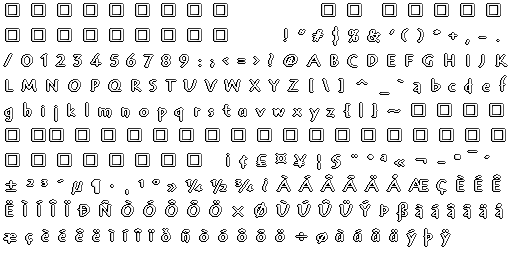 ! " # { % & ' ( ) * + , - .
/ 0 1 2 3 4 5 6 7 8 9 : ; < = > ? @ A B C D E F G H I J K
L M N O P Q R S T U V W X Y Z [ \ ] ^ _ ` a b c d e f
g h i j k l m n o p q r s t u v w x y z { | } ~
¡ ¢ £ ¤ ¥ ¦ § ¨ ° ª « ¬ - ° ¯ ´
± ² ³ ´ µ ¶ · , ¹ ° » ¼ ½ ¾ ¿ À Á Â Ã Ä Å Æ Ç È É Ê
Ë Ì Í Î Ï Ð Ñ Ò Ó Ô Õ Ö × Ø Ù Ú Û Ü Ý Þ ß à á â ã ä å
æ ç è é ê ë ì í î ï ð ñ ò ó ô õ ö ÷ ø ù ú û ü ý þ ÿ